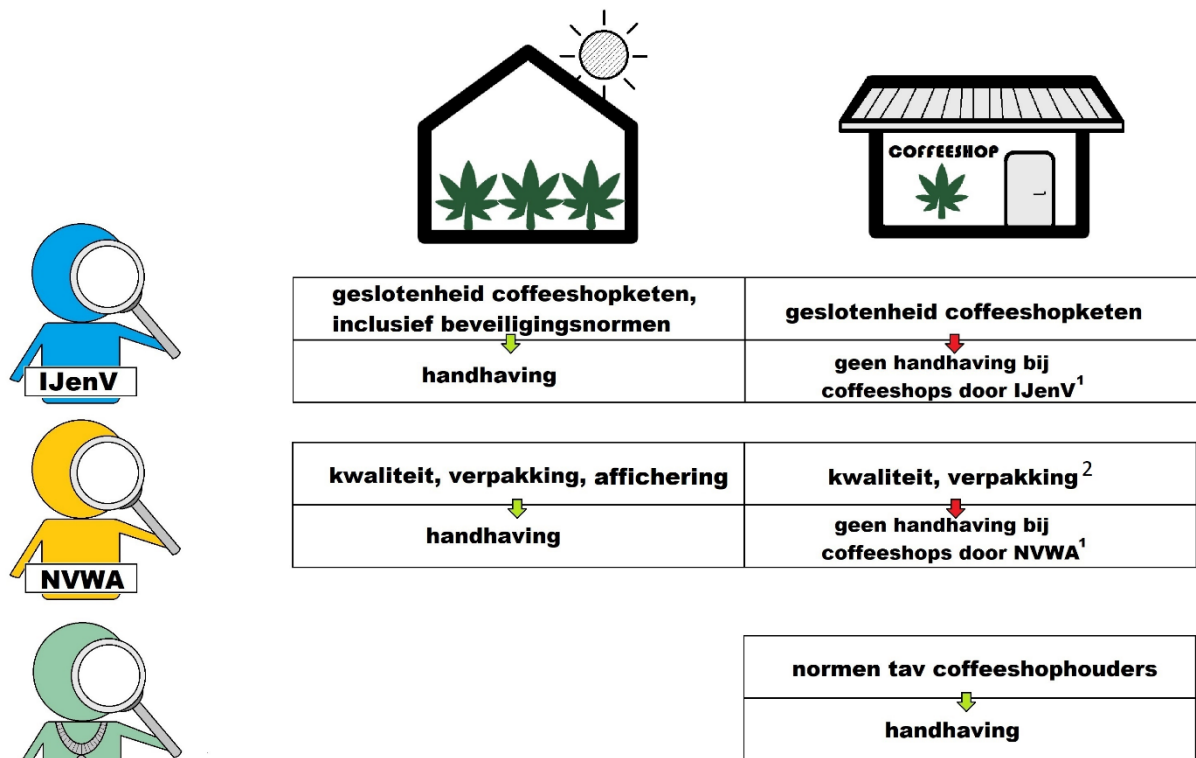 COFFEESHOP
IJenV
geslotenheid coffeeshopketen,
inclusief beveiligingsnormen
handhaving
geslotenheid coffeeshopketen
geen handhaving bij
coffeeshops door IJenV¹
NVWA
kwaliteit, verpakking, affichering
handhaving
kwaliteit, verpakking²
geen handhaving bij
coffeeshops door NVWA¹
normen tav coffeeshophouders
handhaving